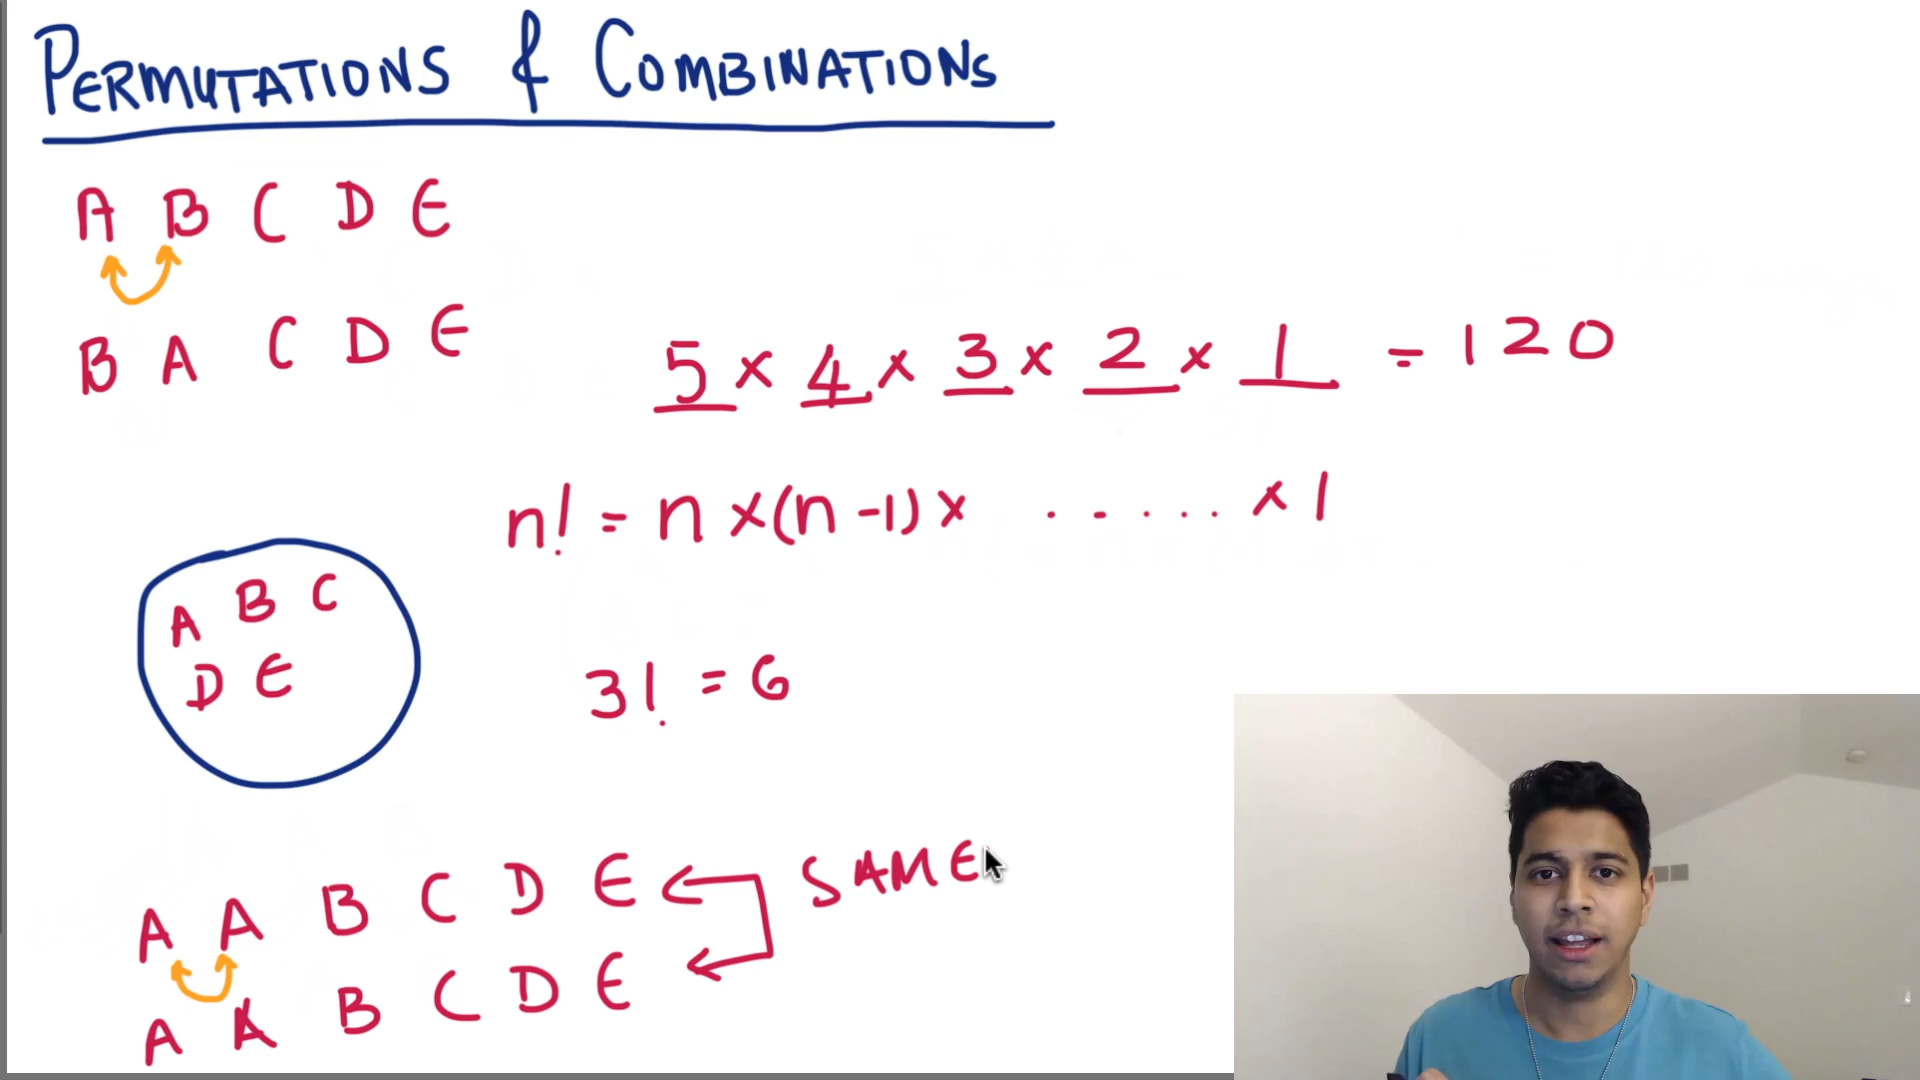 PERMUTATIONS & COMBINATIONS
A B C D E
B A C D E
5 × 4 × 3 × 2 × 1 = 120
n! = n ×(n -1) × ..... × 1
A B C
D E
3! = 6
A A B C D E
SAME
A A B C D E